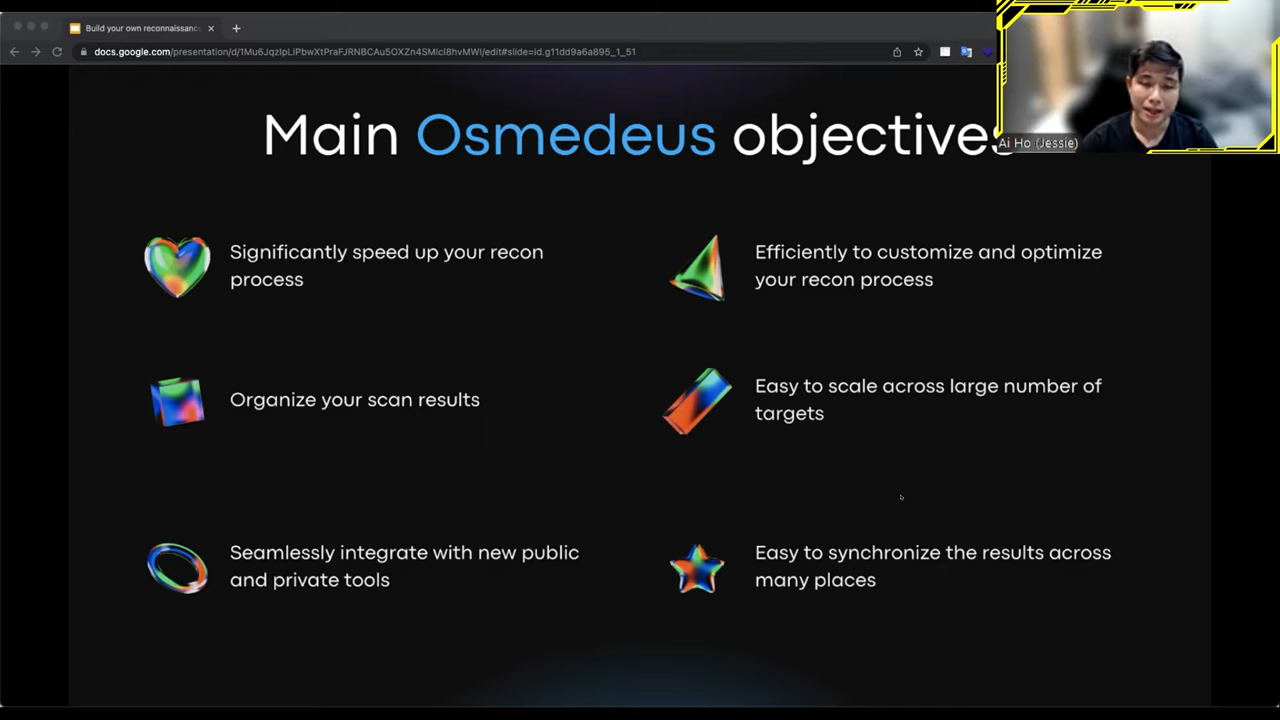 Build your own reconnaissanc
docs.google.com/presentation/d/1Mu6JqzIpLiPbwXtPraFJRNBCAu5OXZn4SMIcI8hvMWI/edit#slide=id.g11dd9a6a895_1_51
Main Osmedeus objectives
Ai Ho (Jessie)
Significantly speed up your recon
process
Efficiently to customize and optimize
your recon process
Organize your scan results
Easy to scale across large number of
targets
Seamlessly integrate with new public
and private tools
Easy to synchronize the results across
many places